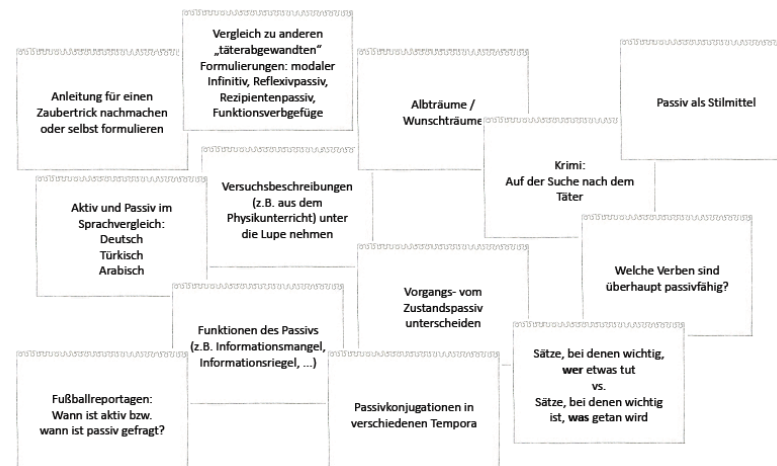 Vergleich zu anderen
„täterabgewandten“
Formulierungen: modaler
Infinitiv, Reflexivpassiv,
Rezipientenpassiv,
Funktionsverbgefüge
Anleitung für einen
Zaubertrick nachmachen
oder selbst formulieren
Albträume /
Wunschträume
Passiv als Stilmittel
Krimi:
Auf der Suche nach dem
Täter
Versuchsbeschreibungen
(z.B. aus dem
Physikunterricht) unter
die Lupe nehmen
Aktiv und Passiv im
Sprachvergleich:
Deutsch
Türkisch
Arabisch
Welche Verben sind
überhaupt passivfähig?
Vorgangs- vom
Zustandspassiv
unterscheiden
Funktionen des Passivs
(z.B. Informationsmangel,
Informationsriegel, ...)
Sätze, bei denen wichtig,
wer etwas tut
vs.
Sätze, bei denen wichtig
ist, was getan wird
Fußballreportagen:
Wann ist aktiv bzw.
wann ist passiv gefragt?
Passivkonjugationen in
verschiedenen Tempora